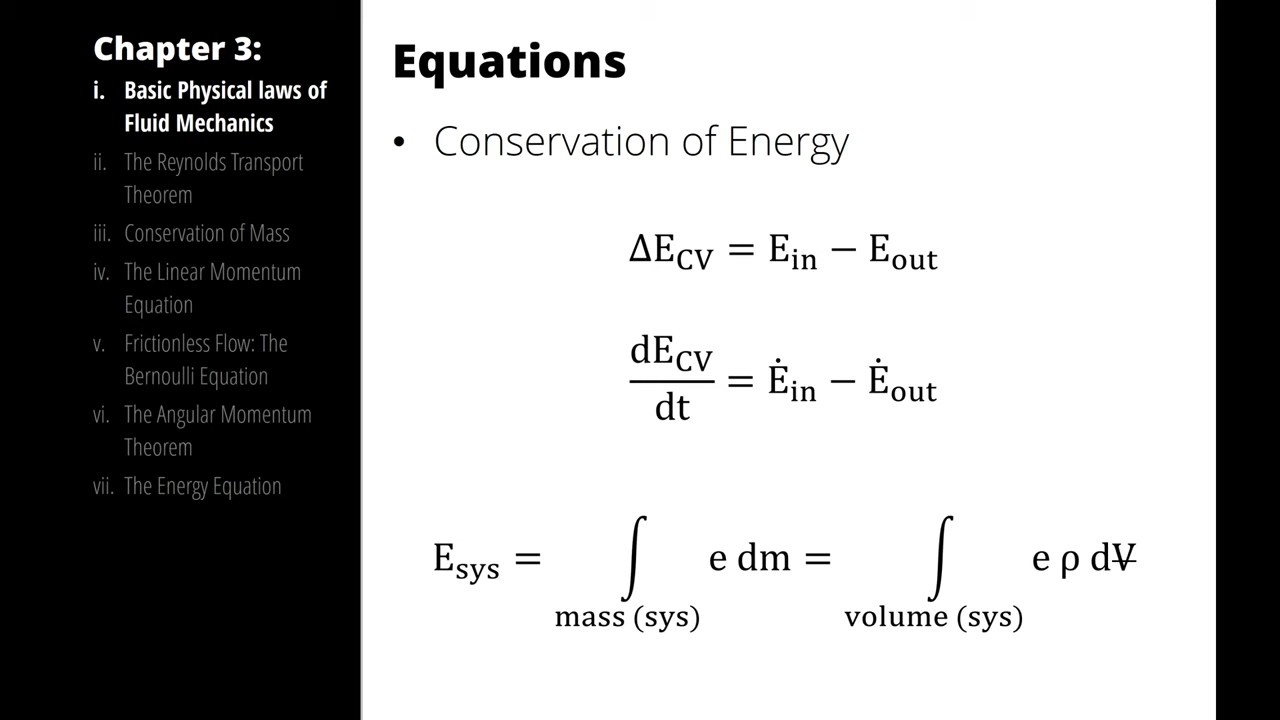 Chapter 3:
i. Basic Physical laws of
Fluid Mechanics
ii. The Reynolds Transport
Theorem
iii. Conservation of Mass
iv. The Linear Momentum
Equation
v. Frictionless Flow: The
Bernoulli Equation
vi. The Angular Momentum
Theorem
vii. The Energy Equation
Equations
• Conservation of Energy
ΔE_CV = E_in − E_out
dE_CV/dt = Ė_in − Ė_out
E_sys = ∫_mass (sys) e dm = ∫_volume (sys) e ρ dV̶